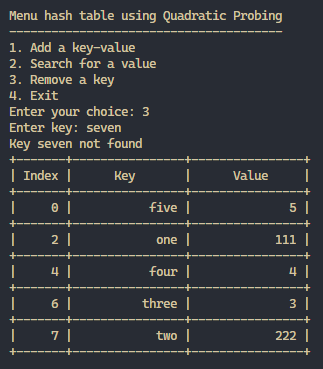 Menu hash table using Quadratic Probing
------------------------------------
1. Add a key-value
2. Search for a value
3. Remove a key
4. Exit
Enter your choice: 3
Enter key: seven
Key seven not found
+-------+---------------+---------------+
| Index |      Key      |     Value     |
+-------+---------------+---------------+
|     0 |          five |             5 |
+-------+---------------+---------------+
|     2 |           one |           111 |
+-------+---------------+---------------+
|     4 |          four |             4 |
+-------+---------------+---------------+
|     6 |         three |             3 |
+-------+---------------+---------------+
|     7 |           two |           222 |
+-------+---------------+---------------+